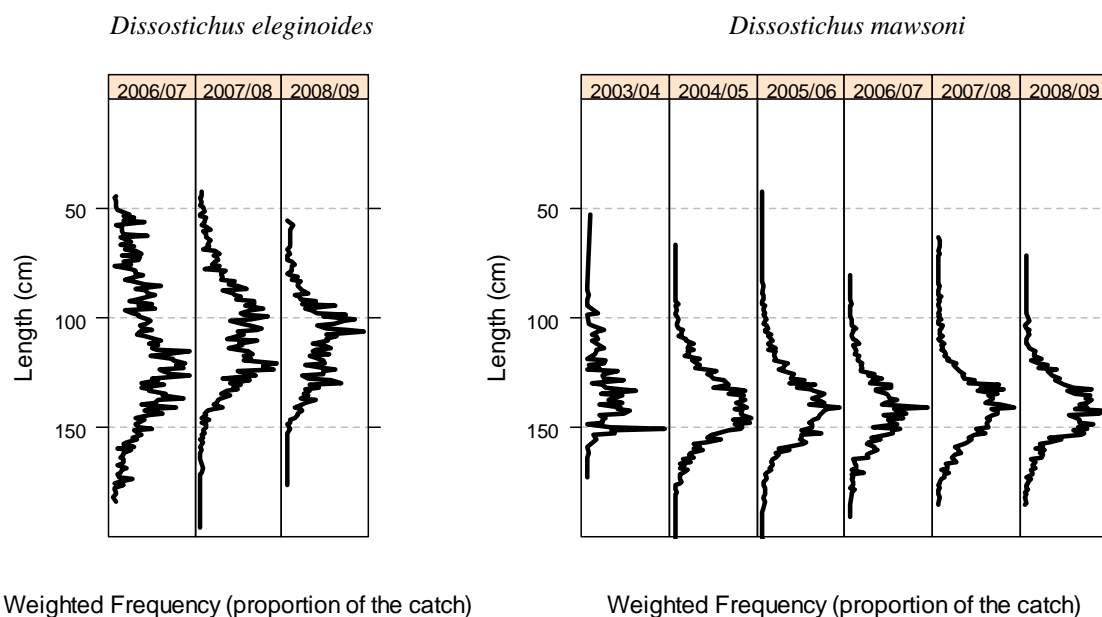 Dissostichus eleginoides
2006/07 2007/08 2008/09
50
100
150
Length (cm)
Weighted Frequency (proportion of the catch)
Dissostichus mawsoni
2003/04 2004/05 2005/06 2006/07 2007/08 2008/09
50
100
150
Length (cm)
Weighted Frequency (proportion of the catch)